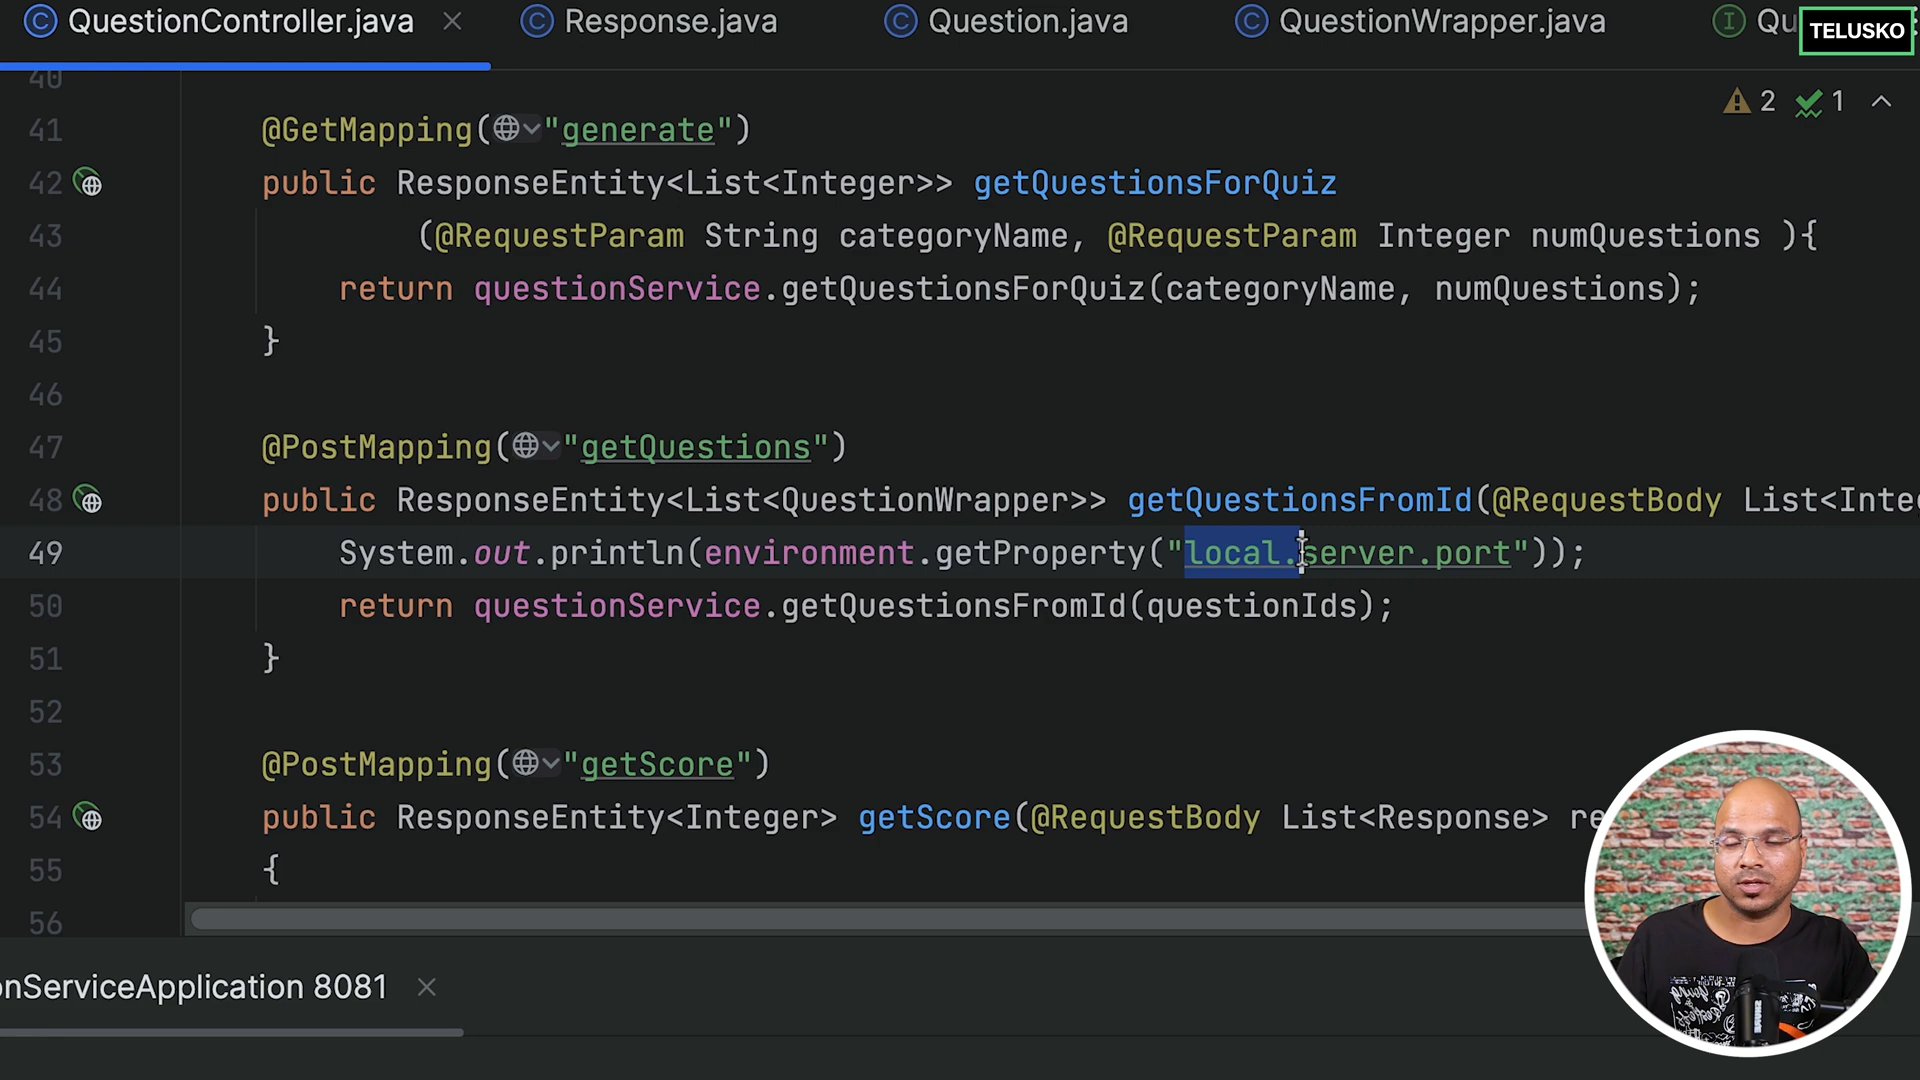 QuestionController.java Response.java Question.java QuestionWrapper.java Qu TELUSKO
40
2 1
41 @GetMapping("generate")
42 public ResponseEntity<List<Integer>> getQuestionsForQuiz
43 (@RequestParam String categoryName, @RequestParam Integer numQuestions ){
44 return questionService.getQuestionsForQuiz(categoryName, numQuestions);
45 }
46
47 @PostMapping("getQuestions")
48 public ResponseEntity<List<QuestionWrapper>> getQuestionsFromId(@RequestBody List<Inte
49 System.out.println(environment.getProperty("local.server.port"));
50 return questionService.getQuestionsFromId(questionIds);
51 }
52
53 @PostMapping("getScore")
54 public ResponseEntity<Integer> getScore(@RequestBody List<Response> re
55 {
56
onServiceApplication 8081